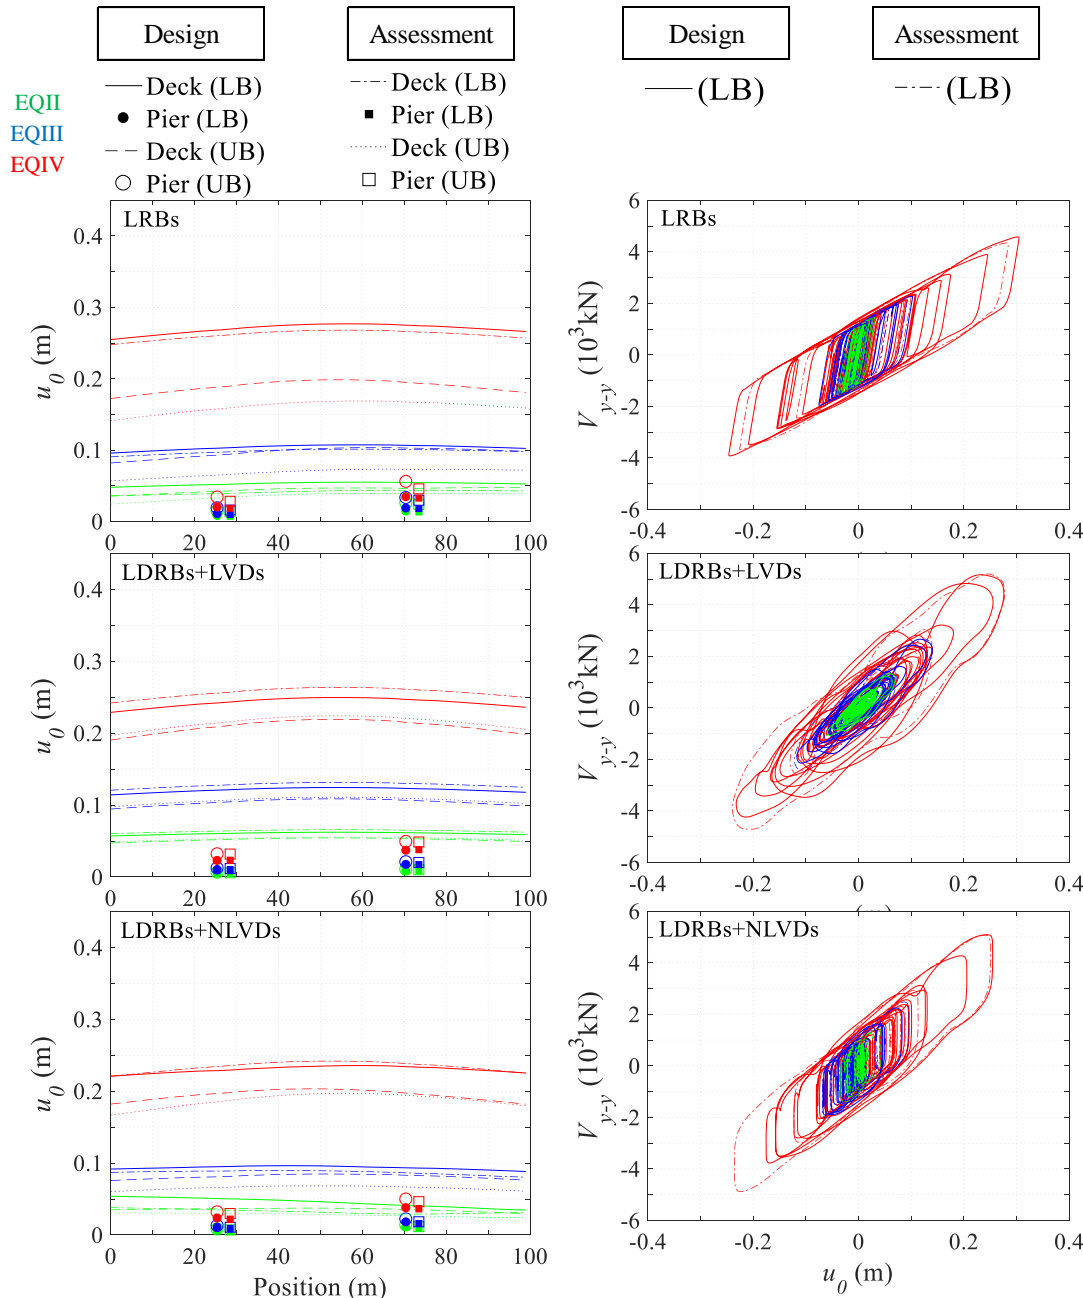 Design
Assessment
Design
Assessment
EQII
EQIII
EQIV
Deck (LB)
Pier (LB)
Deck (UB)
Pier (UB)
Deck (LB)
Pier (LB)
Deck (UB)
Pier (UB)
(LB)
(LB)
LRBs
0.4
0.3
0.2
0.1
0
u0 (m)
0 20 40 60 80 100
LRBs
6
4
2
0
-2
-4
-6
Vy-y (10³kN)
-0.4 -0.2 0 0.2 0.4
LDRBs+LVDs
0.4
0.3
0.2
0.1
0
u0 (m)
0 20 40 60 80 100
LDRBs+LVDs
6
4
2
0
-2
-4
-6
Vy-y (10³kN)
-0.4 -0.2 0 0.2 0.4
LDRBs+NLVDs
0.4
0.3
0.2
0.1
0
u0 (m)
0 20 40 60 80 100
Position (m)
LDRBs+NLVDs
6
4
2
0
-2
-4
-6
Vy-y (10³kN)
-0.4 -0.2 0 0.2 0.4
u0 (m)